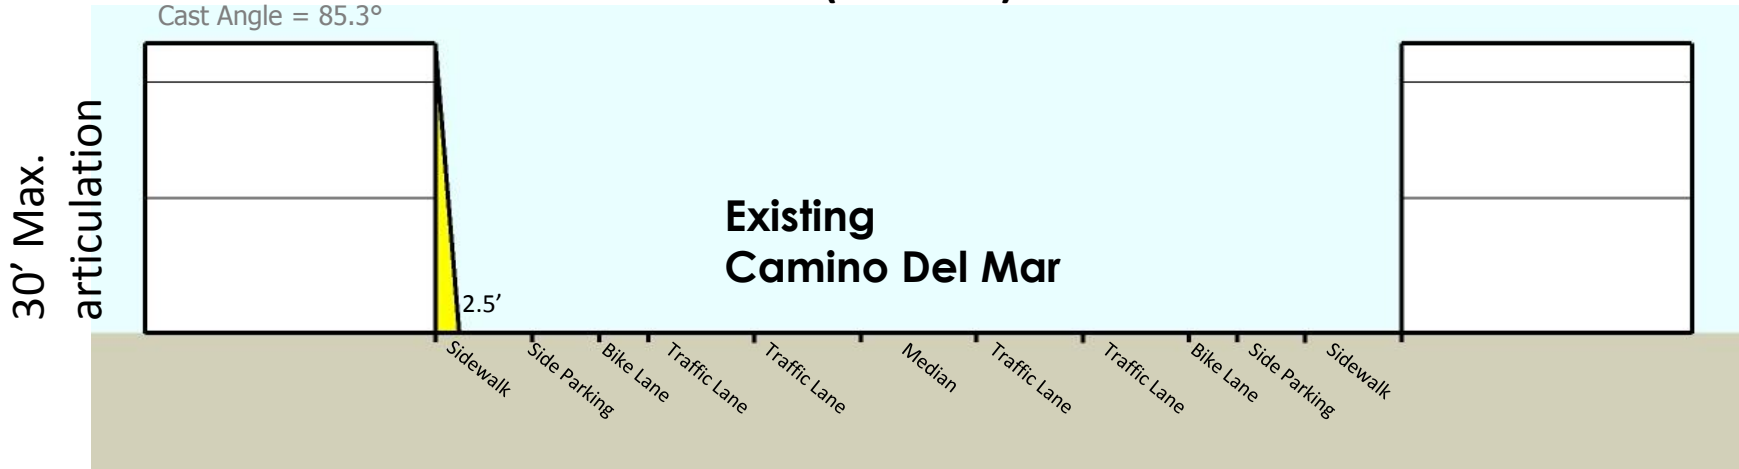 Cast Angle = 85.3°
30’ Max.
articulation
Existing
Camino Del Mar
2.5’
Sidewalk
Side Parking
Bike Lane
Traffic Lane
Traffic Lane
Median
Traffic Lane
Traffic Lane
Bike Lane
Side Parking
Sidewalk